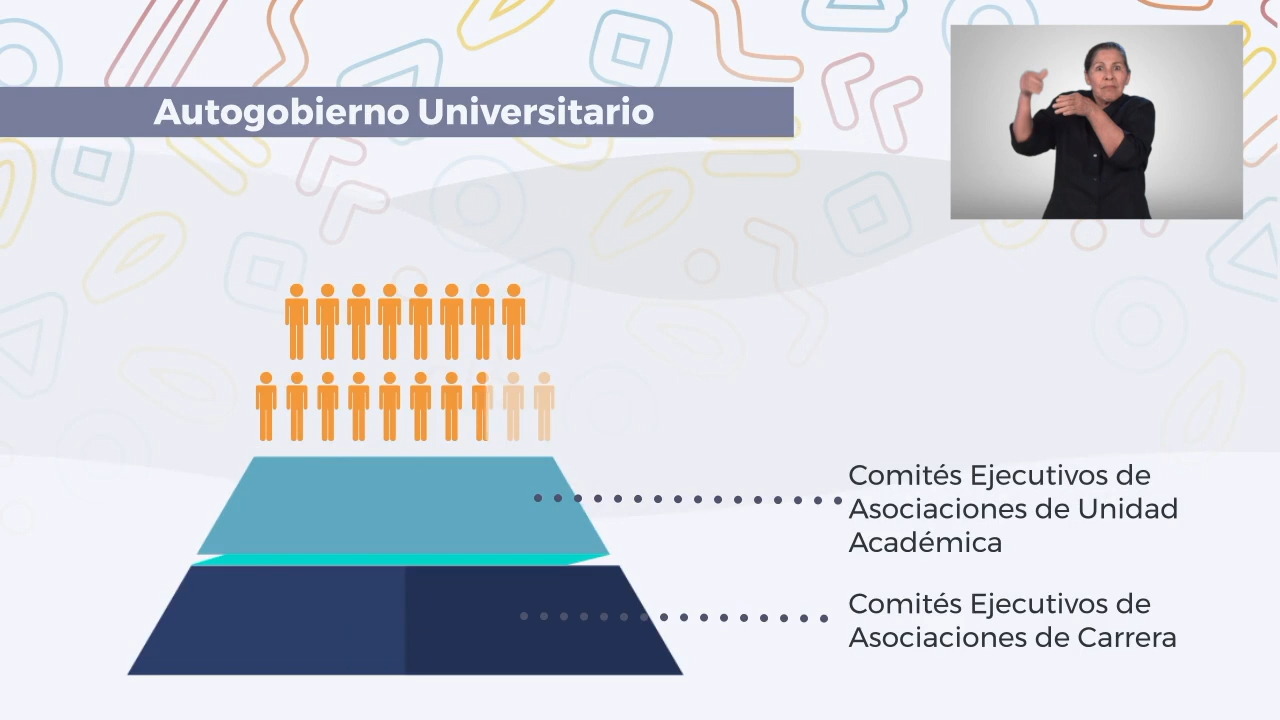 Autogobierno Universitario
Comités Ejecutivos de
Asociaciones de Unidad
Académica
Comités Ejecutivos de
Asociaciones de Carrera